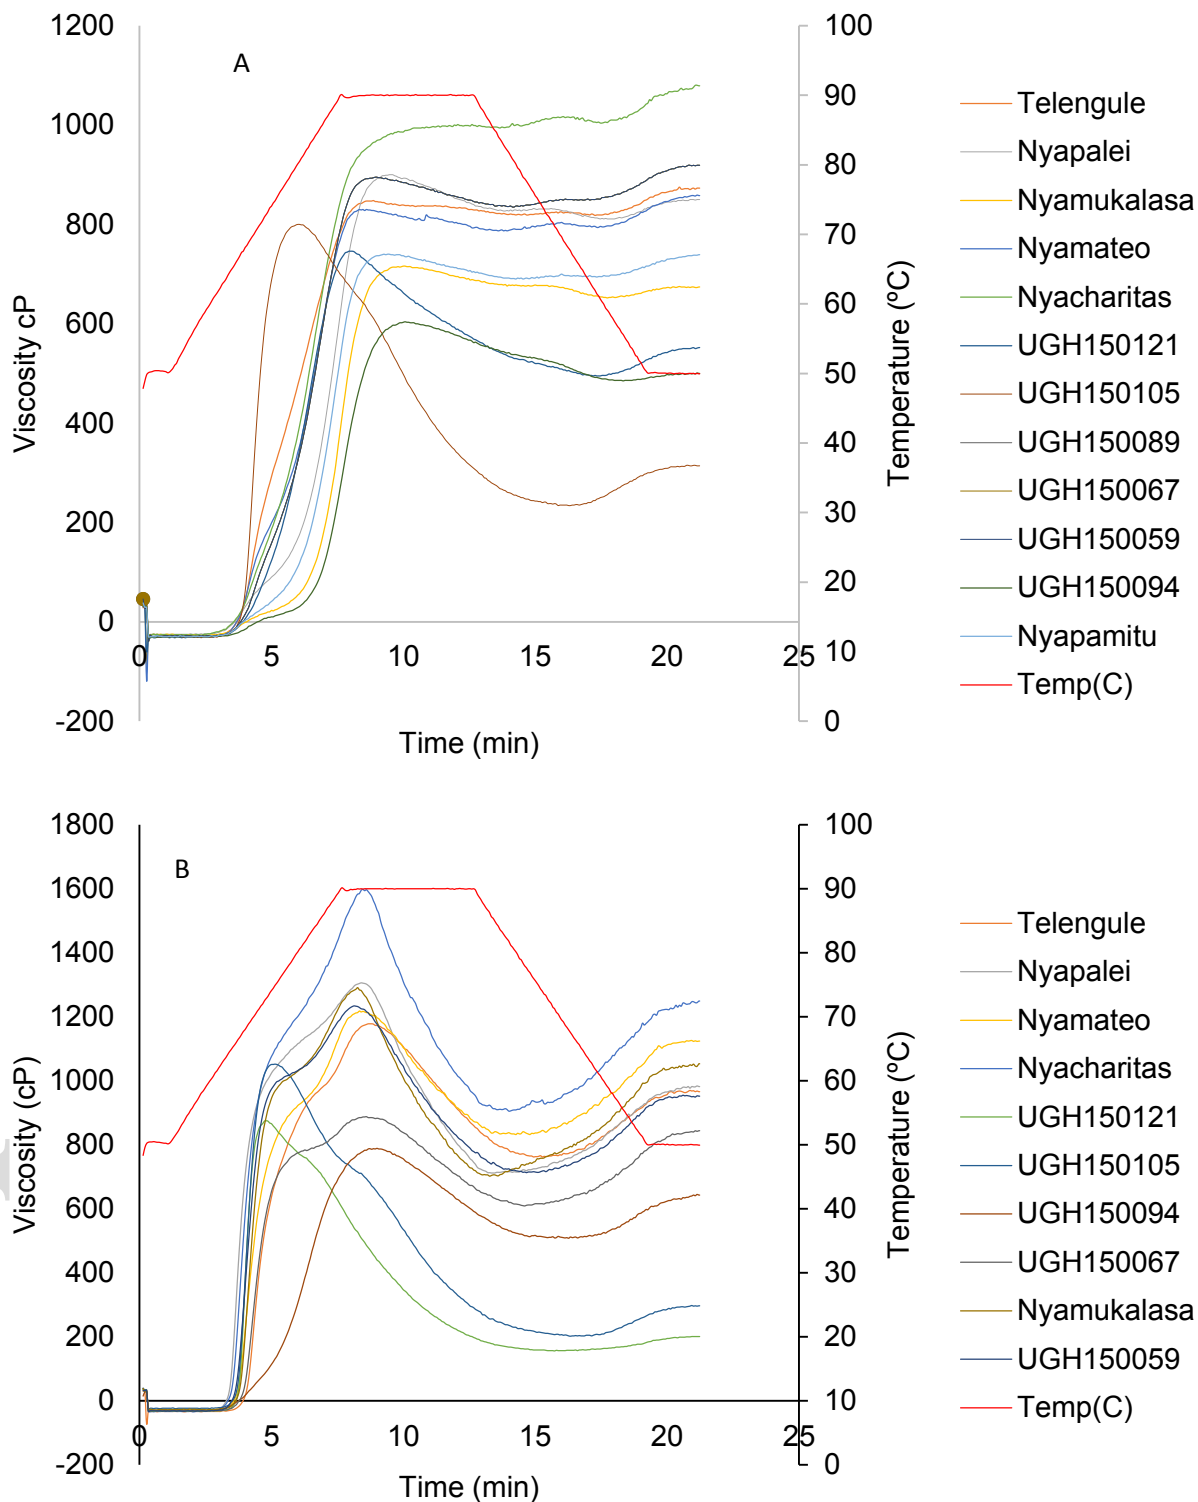 1200
1000
800
600
400
200
0
-200
Viscosity cP
A
0
5
10
15
20
25
Time (min)
100
90
80
70
60
50
40
30
20
10
0
Temperature (ºC)
Telengule
Nyapalei
Nyamukalasa
Nyamateo
Nyacharitas
UGH150121
UGH150105
UGH150089
UGH150067
UGH150059
UGH150094
Nyapamitu
Temp(C)
1800
1600
1400
1200
1000
800
600
400
200
0
-200
Viscosity (cP)
B
0
5
10
15
20
25
Time (min)
100
90
80
70
60
50
40
30
20
10
0
Temperature (ºC)
Telengule
Nyapalei
Nyamateo
Nyacharitas
UGH150121
UGH150105
UGH150094
UGH150067
Nyamukalasa
UGH150059
Temp(C)